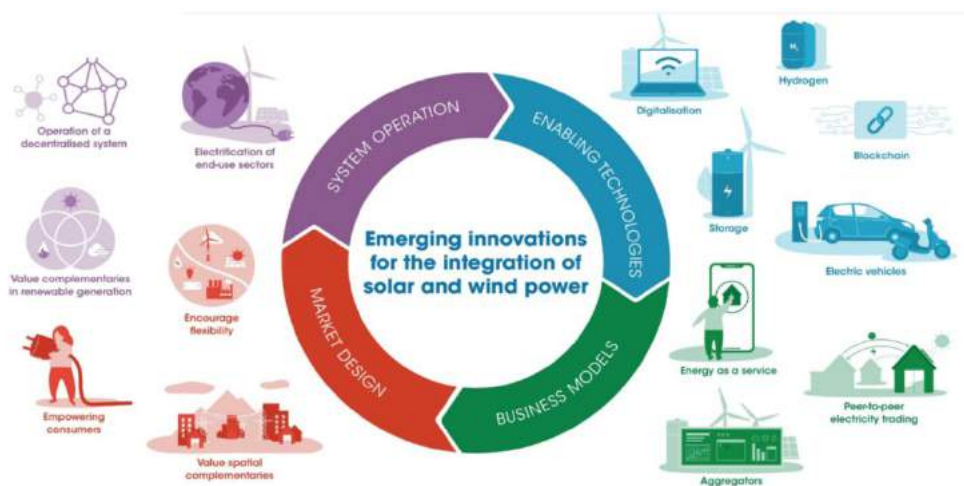 Operation of a
decentralised system
Electrification of
end-use sectors
Value complementaries
in renewable generation
Encourage
flexibility
Empowering
consumers
Value spatial
complementaries
SYSTEM OPERATION
ENABLING TECHNOLOGIES
MARKET DESIGN
BUSINESS MODELS
Emerging innovations
for the integration of
solar and wind power
Digitalisation
H₂
Hydrogen
Blockchain
Storage
Electric vehicles
Energy as a service
Peer-to-peer
electricity trading
Aggregators